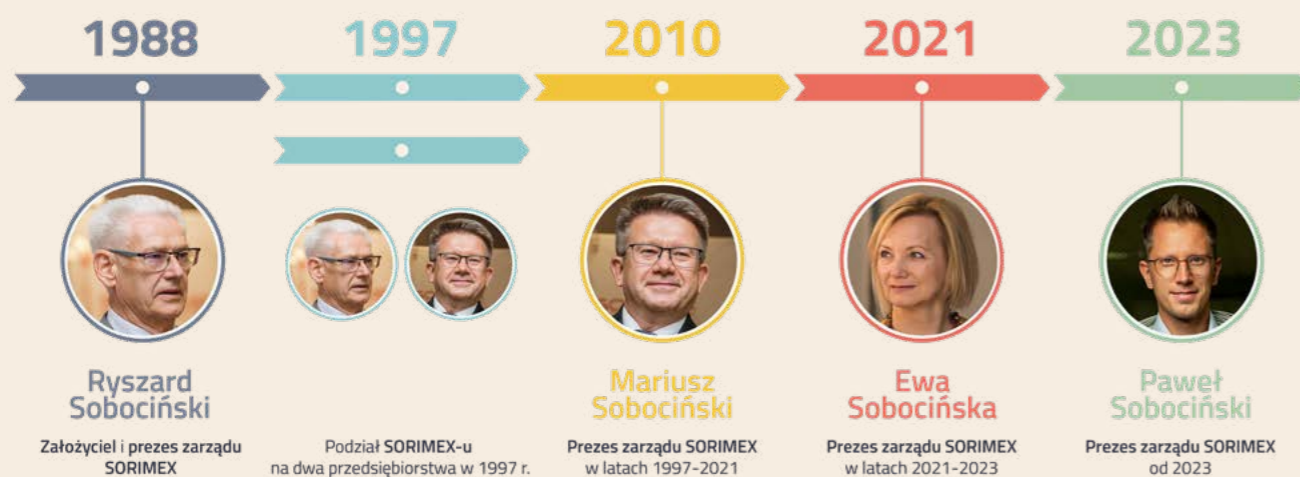 1988
1997
2010
2021
2023
Ryszard
Sobociński
Założyciel i prezes zarządu
SORIMEX
Podział SORIMEX-u
na dwa przedsiębiorstwa w 1997 r.
Mariusz
Sobociński
Prezes zarządu SORIMEX
w latach 1997-2021
Ewa
Sobocińska
Prezes zarządu SORIMEX
w latach 2021-2023
Paweł
Sobociński
Prezes zarządu SORIMEX
od 2023